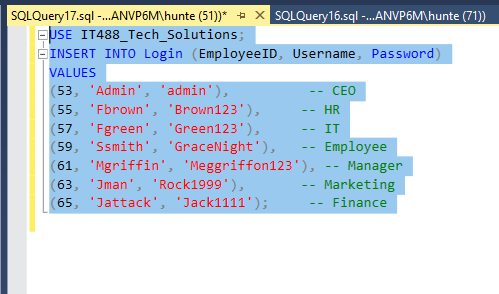 SQLQuery17.sql -...ANVP6M\hunte (51))* SQLQuery16.sql -...ANVP6M\hunte (71))
USE IT488_Tech_Solutions;
INSERT INTO Login (EmployeeID, Username, Password)
VALUES
(53, 'Admin', 'admin'), -- CEO
(55, 'Fbrown', 'Brown123'), -- HR
(57, 'Fgreen', 'Green123'), -- IT
(59, 'Ssmith', 'GraceNight'), -- Employee
(61, 'Mgriffin', 'Meggriffon123'), -- Manager
(63, 'Jman', 'Rock1999'), -- Marketing
(65, 'Jattack', 'Jack1111'); -- Finance